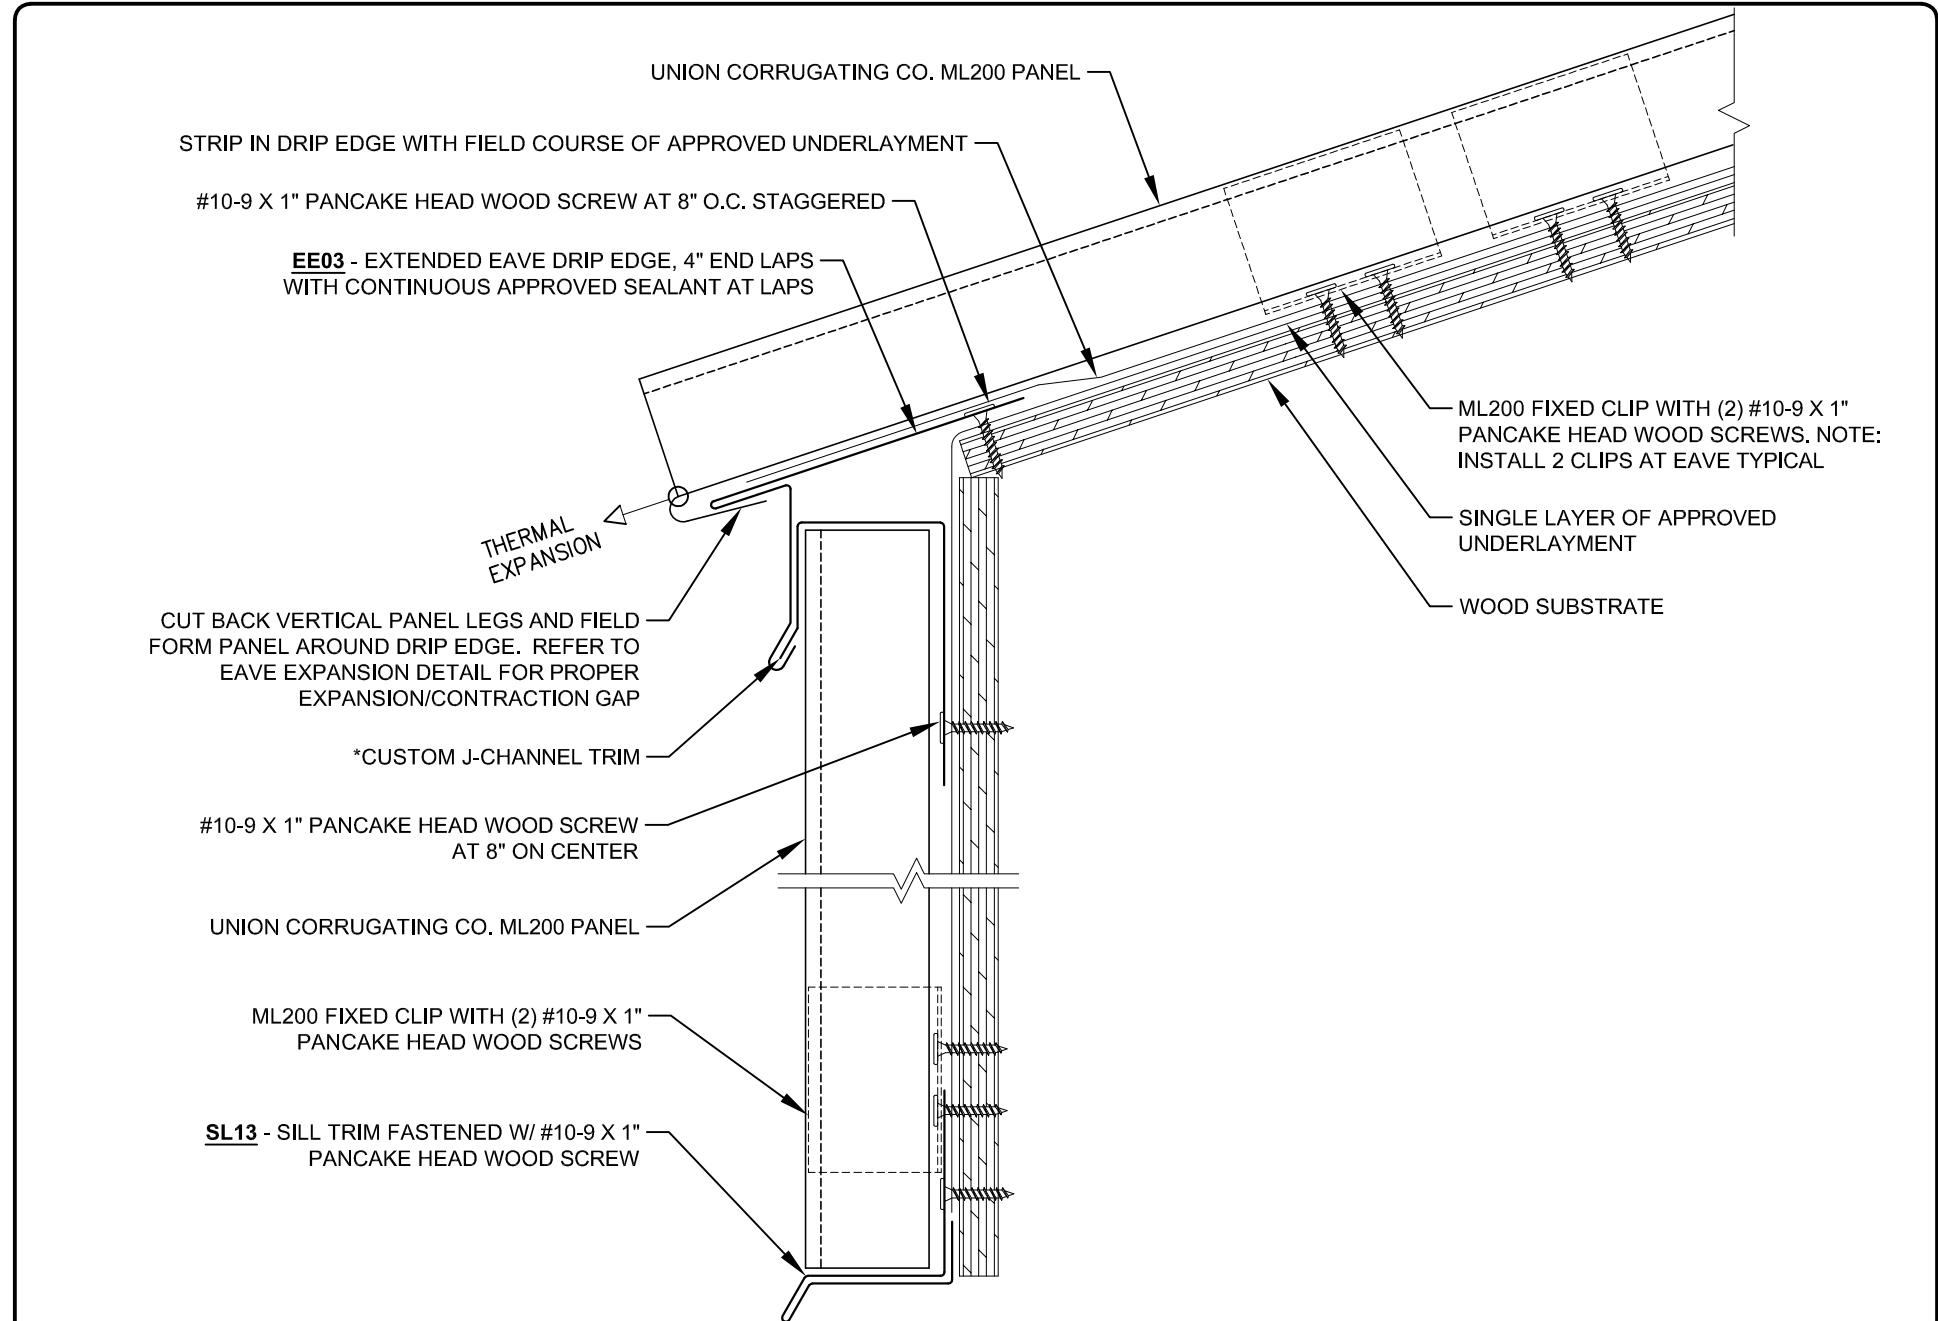 UNION CORRUGATING CO. ML200 PANEL
STRIP IN DRIP EDGE WITH FIELD COURSE OF APPROVED UNDERLAYMENT
#10-9 X 1" PANCAKE HEAD WOOD SCREW AT 8" O.C. STAGGERED
EE03 - EXTENDED EAVE DRIP EDGE, 4" END LAPS
WITH CONTINUOUS APPROVED SEALANT AT LAPS
ML200 FIXED CLIP WITH (2) #10-9 X 1"
PANCAKE HEAD WOOD SCREWS. NOTE:
INSTALL 2 CLIPS AT EAVE TYPICAL
SINGLE LAYER OF APPROVED
UNDERLAYMENT
WOOD SUBSTRATE
THERMAL
EXPANSION
CUT BACK VERTICAL PANEL LEGS AND FIELD
FORM PANEL AROUND DRIP EDGE. REFER TO
EAVE EXPANSION DETAIL FOR PROPER
EXPANSION/CONTRACTION GAP
*CUSTOM J-CHANNEL TRIM
#10-9 X 1" PANCAKE HEAD WOOD SCREW
AT 8" ON CENTER
UNION CORRUGATING CO. ML200 PANEL
ML200 FIXED CLIP WITH (2) #10-9 X 1"
PANCAKE HEAD WOOD SCREWS
SL13 - SILL TRIM FASTENED W/ #10-9 X 1"
PANCAKE HEAD WOOD SCREW